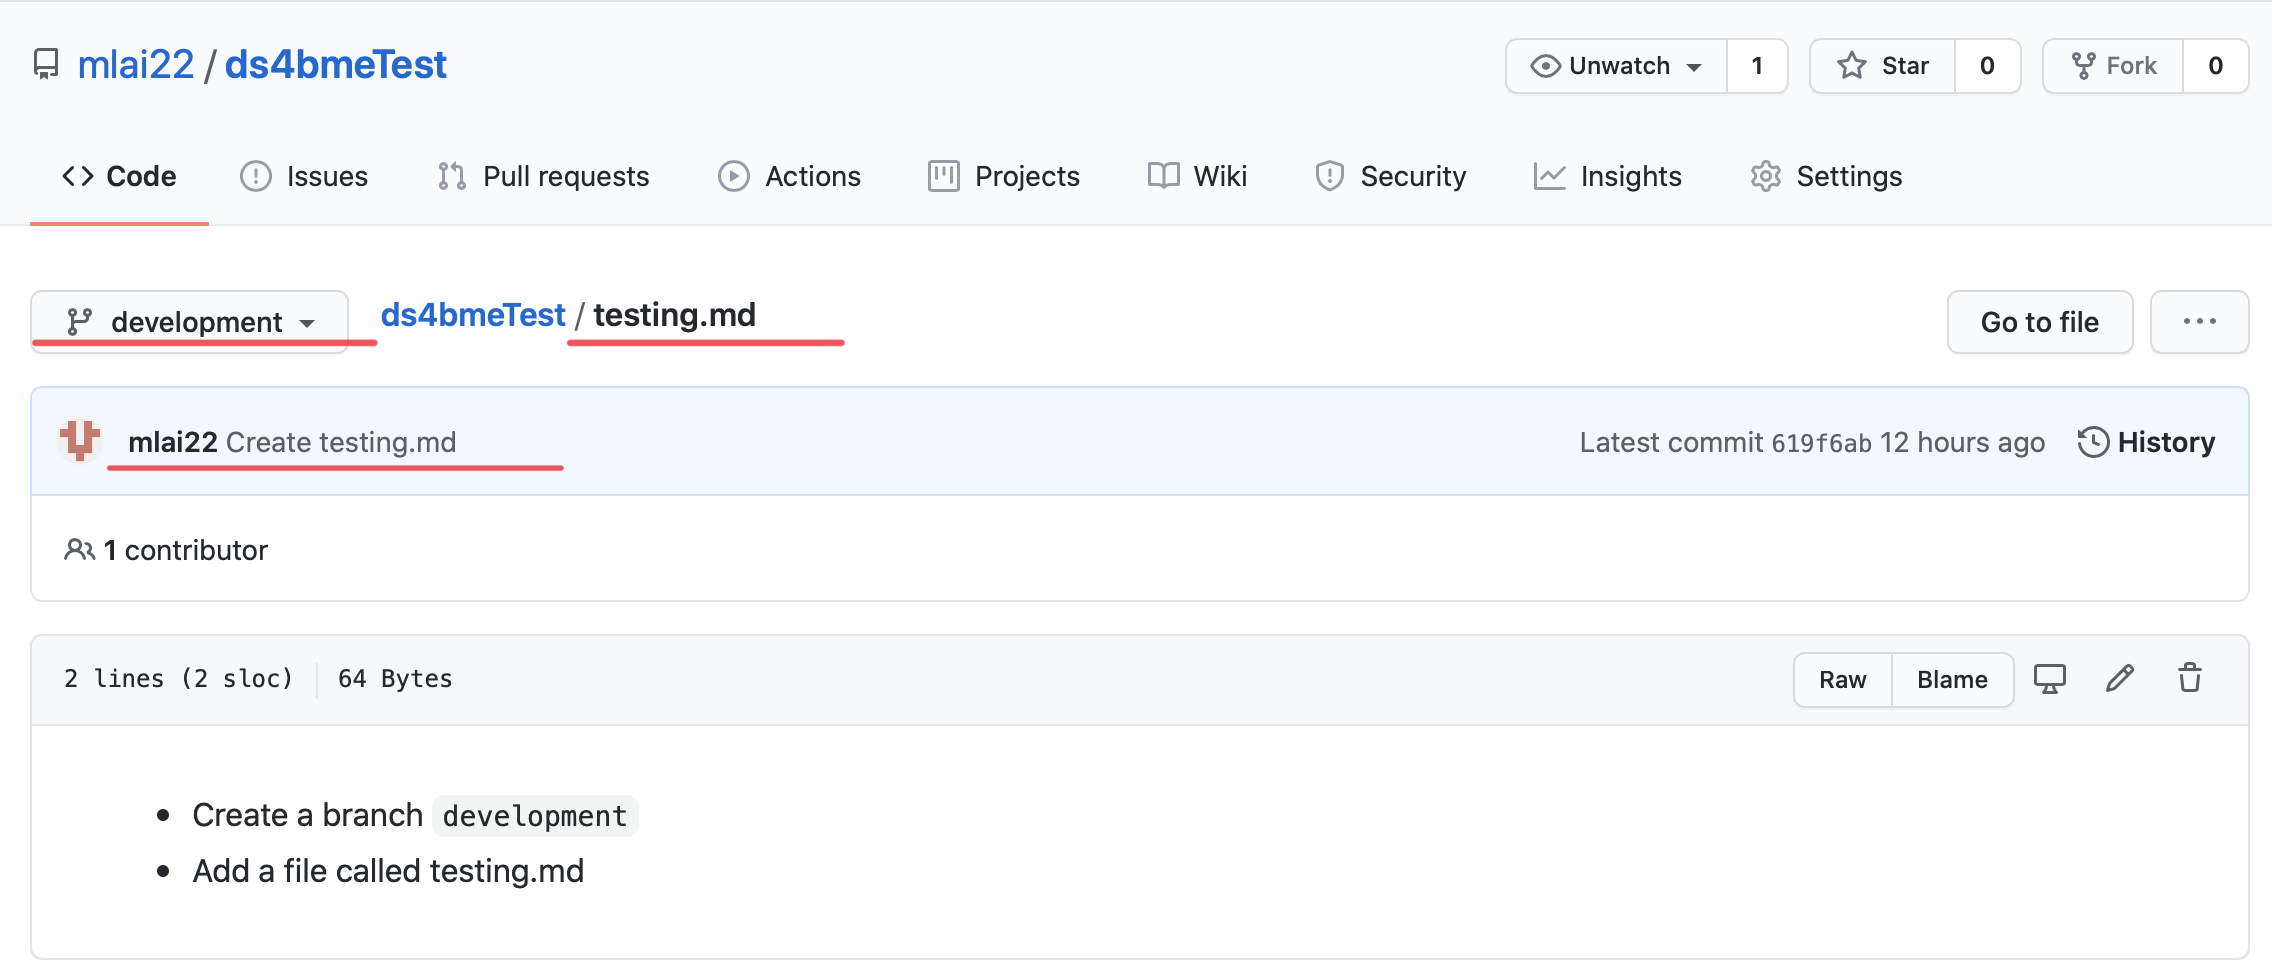 mlai22 / ds4bmeTest Unwatch 1 Star 0 Fork 0
Code Issues Pull requests Actions Projects Wiki Security Insights Settings
development ds4bmeTest / testing.md Go to file ...
mlai22 Create testing.md Latest commit 619f6ab 12 hours ago History
1 contributor
2 lines (2 sloc) 64 Bytes Raw Blame
• Create a branch development
• Add a file called testing.md